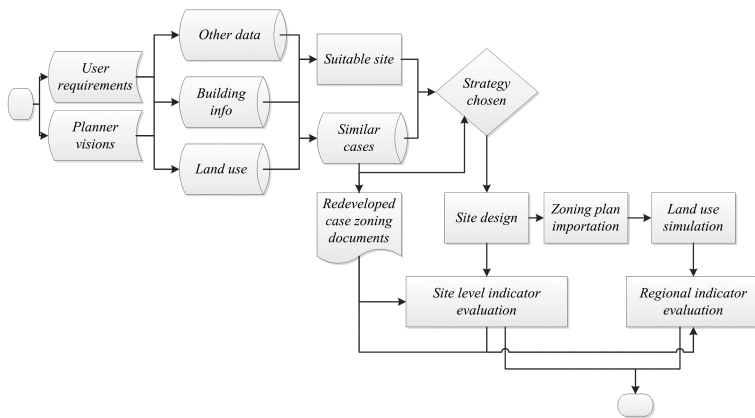 User
requirements
Planner
visions
Other data
Building
info
Land use
Suitable site
Similar
cases
Strategy
chosen
Redeveloped
case zoning
documents
Site design
Zoning plan
importation
Land use
simulation
Site level indicator
evaluation
Regional indicator
evaluation